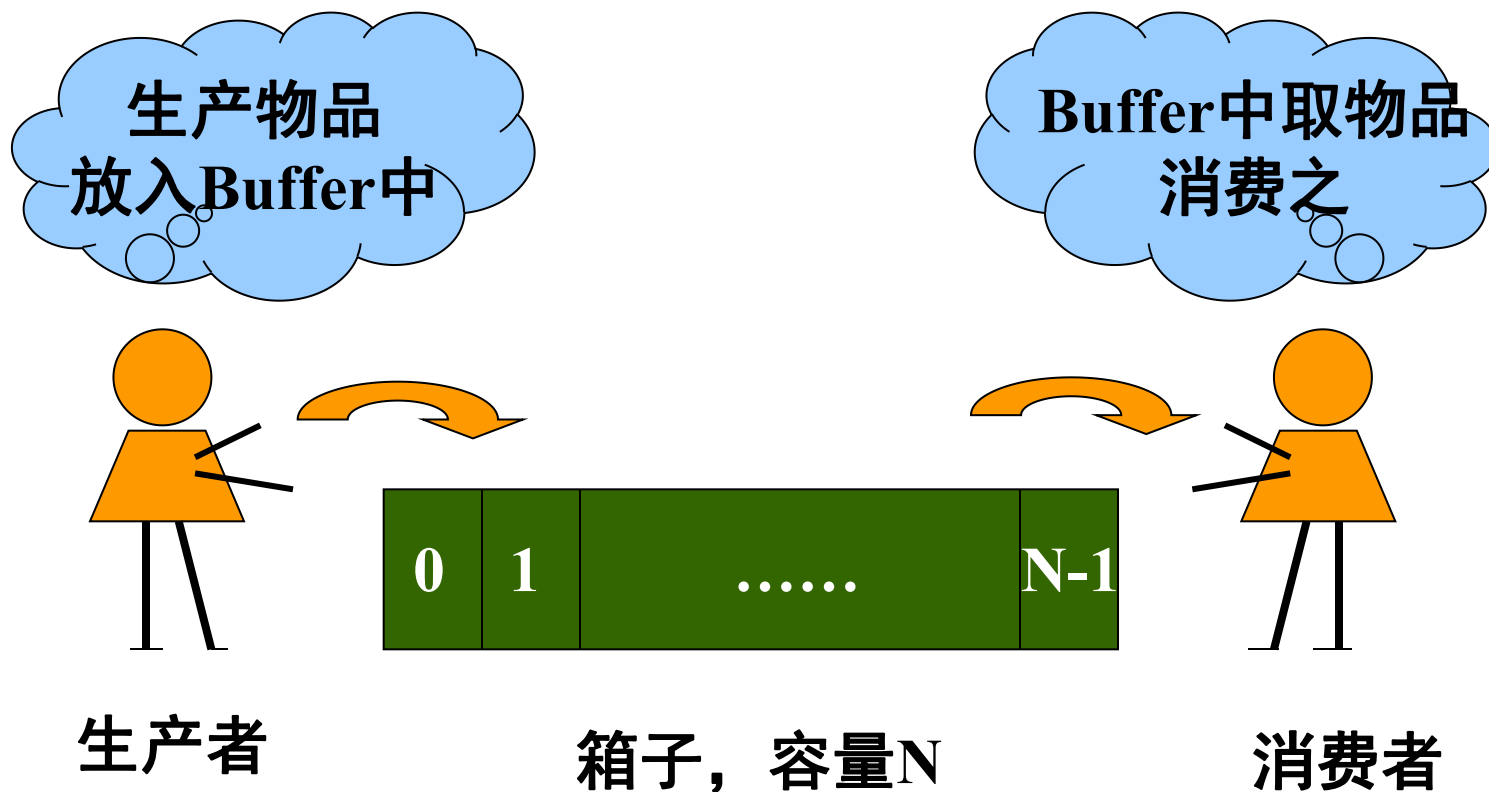 生产物品
放入Buffer中
Buffer中取物品
消费之
0
1
……
N-1
生产者
箱子，容量N
消费者